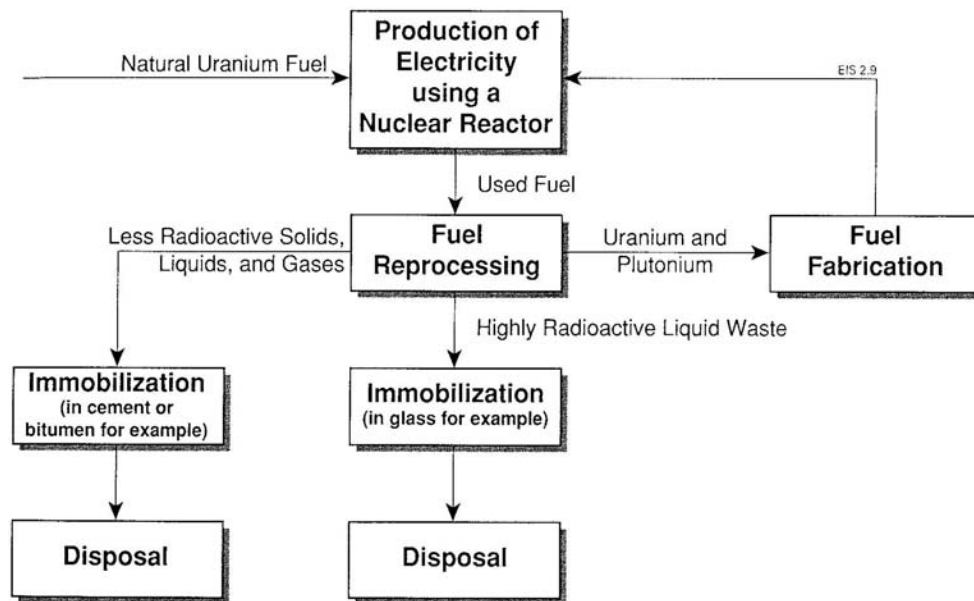 Production of
Electricity
using a
Nuclear Reactor
Natural Uranium Fuel
EIS 2.9
Used Fuel
Less Radioactive Solids,
Liquids, and Gases
Fuel
Reprocessing
Uranium and
Plutonium
Fuel
Fabrication
Highly Radioactive Liquid Waste
Immobilization
(in cement or
bitumen for example)
Immobilization
(in glass for example)
Disposal
Disposal